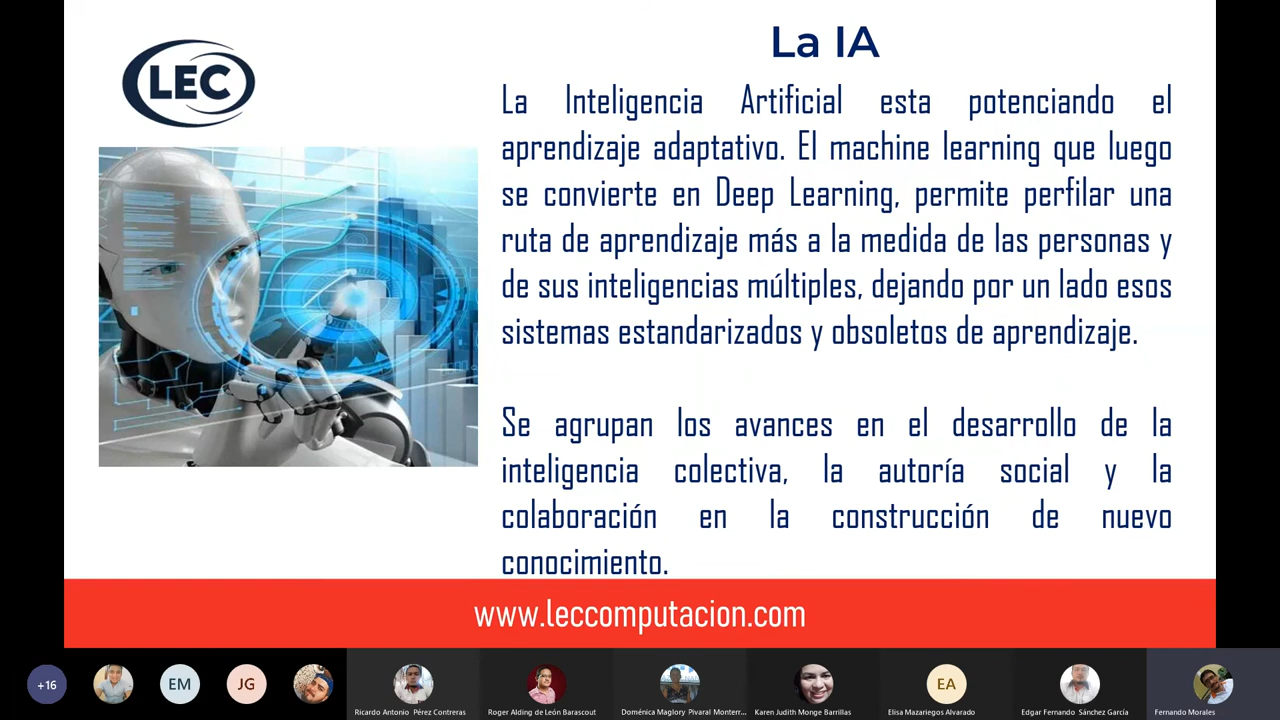 LEC
La IA
La Inteligencia Artificial esta potenciando el
aprendizaje adaptativo. El machine learning que luego
se convierte en Deep Learning, permite perfilar una
ruta de aprendizaje más a la medida de las personas y
de sus inteligencias múltiples, dejando por un lado esos
sistemas estandarizados y obsoletos de aprendizaje.
Se agrupan los avances en el desarrollo de la
inteligencia colectiva, la autoría social y la
colaboración en la construcción de nuevo
conocimiento.
www.leccomputacion.com
+16
EM
JG
EA
Ricardo Antonio Pérez Contreras
Roger Alding de León Barascout
Doménica Maglory Pivaral Monterr...
Karen Judith Monge Barrillas
Elisa Mazariegos Alvarado
Edgar Fernando Sánchez García
Fernando Morales